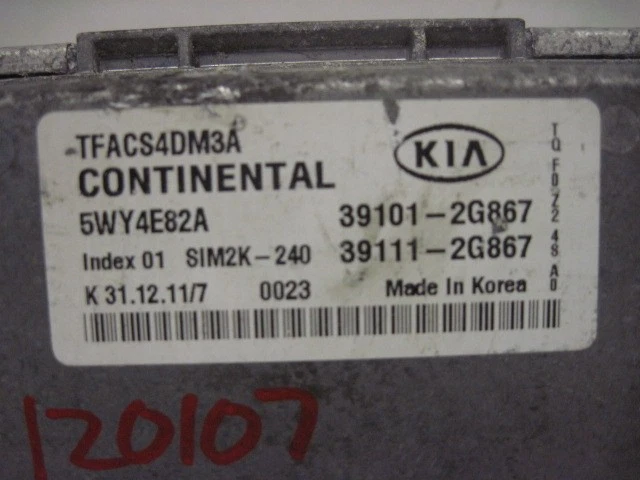 TFACS4DM3A
KIA
CONTINENTAL
5WY4E82A 39101-2G867
Index 01 SIM2K-240 39111-2G867
K 31.12.11/7 0023 Made In Korea
120107